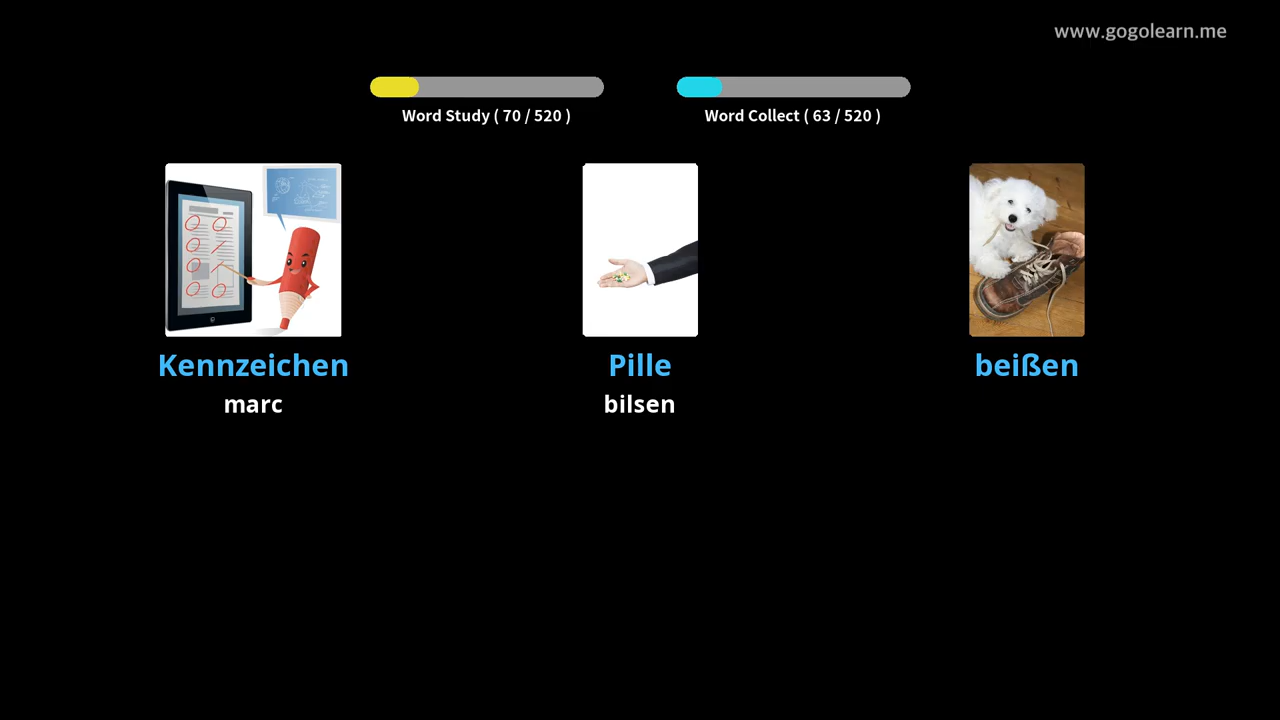 www.gogolearn.me
Word Study ( 70 / 520 )
Word Collect ( 63 / 520 )
Kennzeichen
marc
Pille
bilsen
beißen